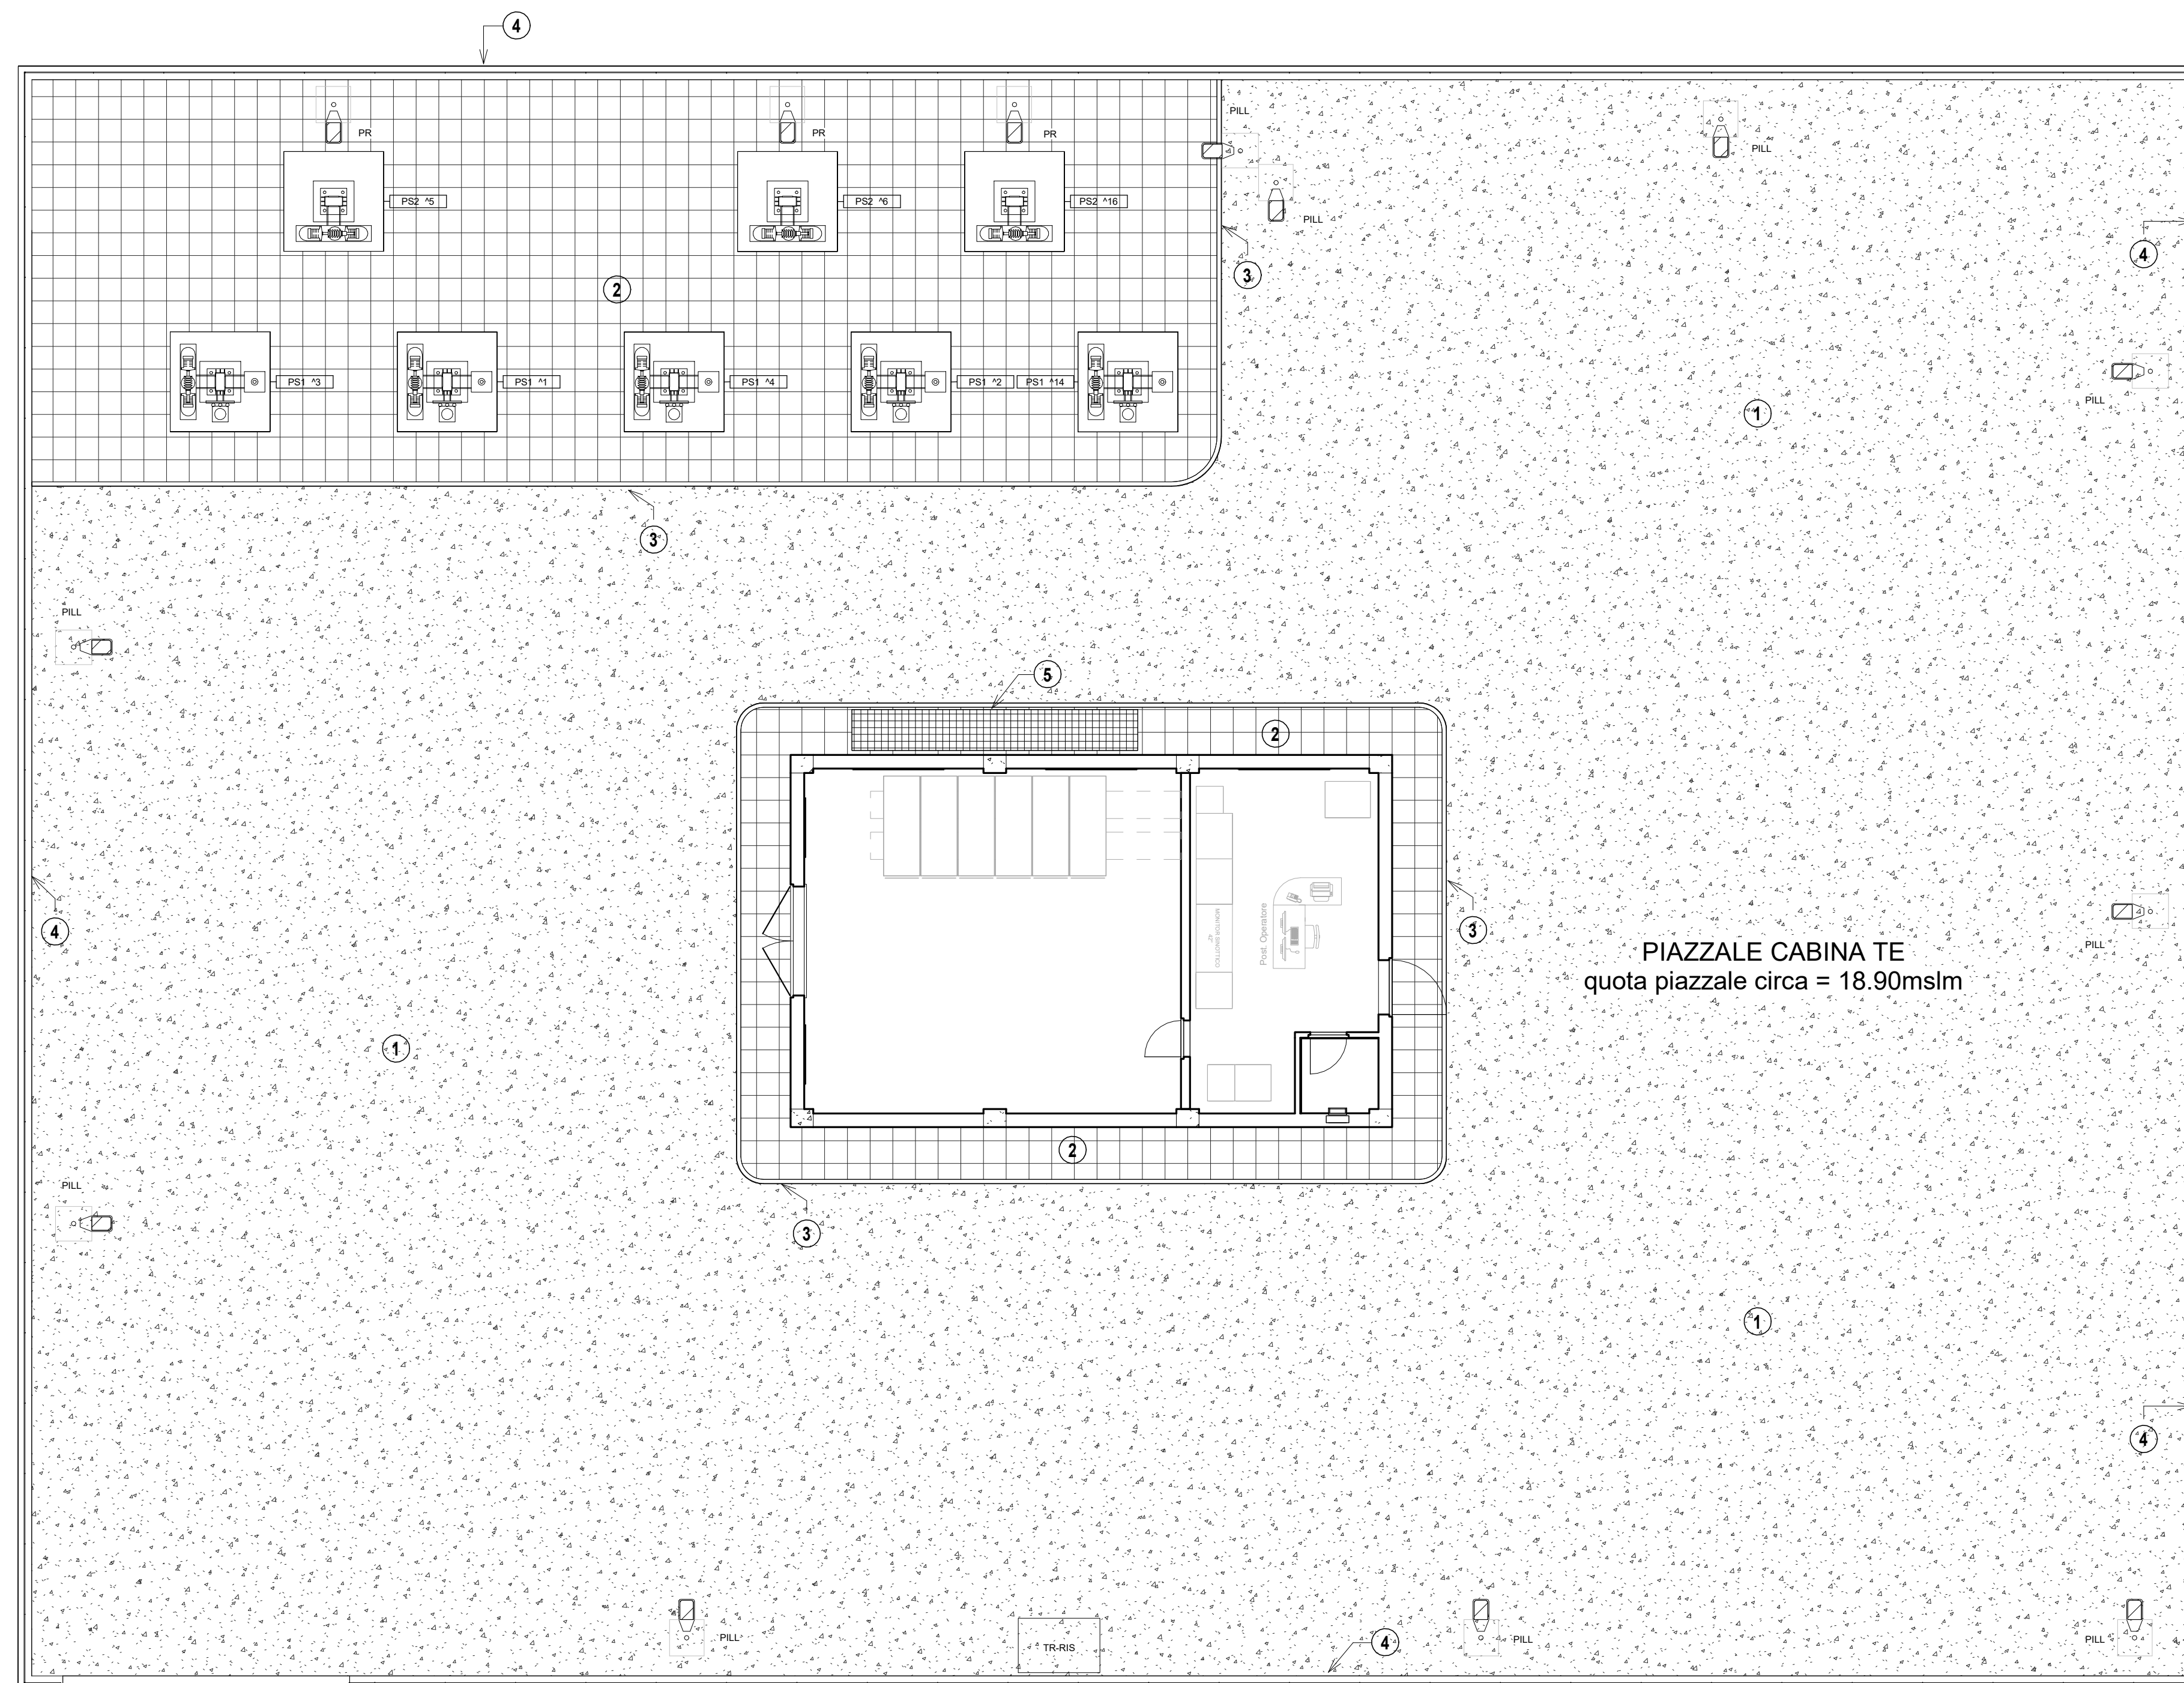 4
PILL
PR
PR
PR
PILL
PS2 ^5
PS2 ^6
PS2 ^16
PILL
4
3
2
PS1 ^3
PS1 ^1
PS1 ^4
PS1 ^2
PS1 ^14
PILL
1
3
PILL
5
2
4
MONITOR SINOTTICO
42"
Post. Operatore
3
PILL
PIAZZALE CABINA TE
quota piazzale circa = 18.90mslm
1
2
PILL
3
1
4
PILL
TR-RIS
4
PILL
PILL